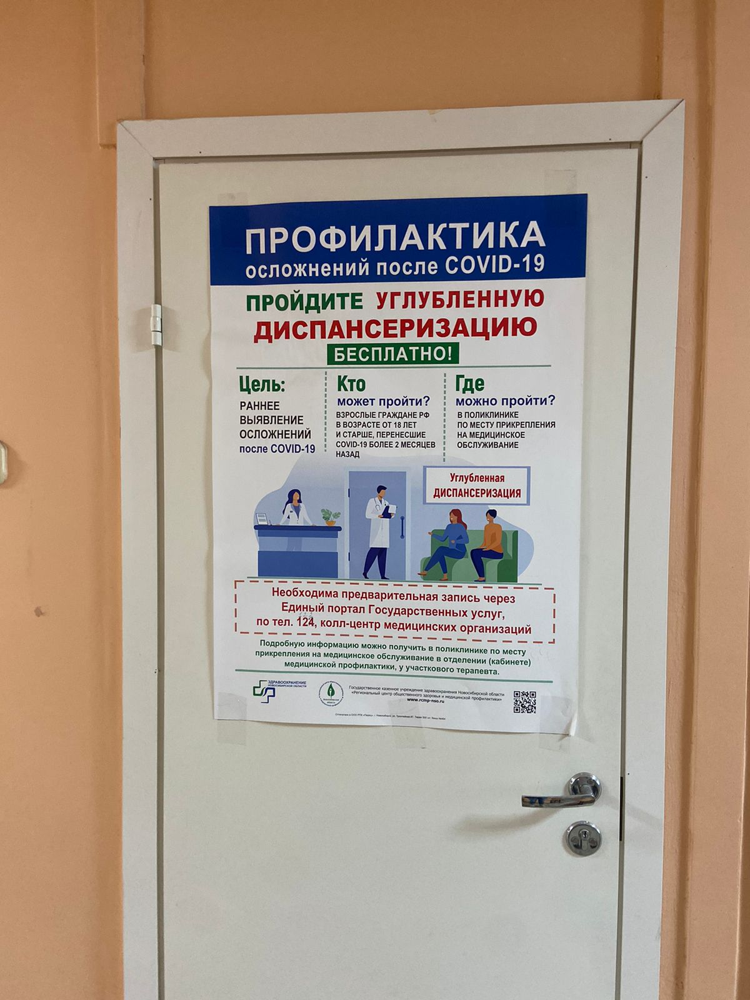 ПРОФИЛАКТИКА
осложнений после COVID-19
ПРОЙДИТЕ УГЛУБЛЕННУЮ
ДИСПАНСЕРИЗАЦИЮ
БЕСПЛАТНО!
Цель:
РАННЕЕ
ВЫЯВЛЕНИЕ
ОСЛОЖНЕНИЙ
после COVID-19
Кто
может пройти?
ВЗРОСЛЫЕ ГРАЖДАНЕ РФ
В ВОЗРАСТЕ ОТ 18 ЛЕТ
И СТАРШЕ, ПЕРЕНЕСШИЕ
COVID-19 БОЛЕЕ 2 МЕСЯЦЕВ
НАЗАД
Где
можно пройти?
В ПОЛИКЛИНИКЕ
ПО МЕСТУ ПРИКРЕПЛЕНИЯ
НА МЕДИЦИНСКОЕ
ОБСЛУЖИВАНИЕ
Углубленная
ДИСПАНСЕРИЗАЦИЯ
Необходима предварительная запись через
Единый портал Государственных услуг,
по тел. 124, колл-центр медицинских организаций
Подробную информацию можно получить в поликлинике по месту
прикрепления на медицинское обслуживание в отделении (кабинете)
медицинской профилактики, у участкового терапевта.
ЗДРАВООХРАНЕНИЕ
НОВОСИБИРСКОЙ ОБЛАСТИ
Государственное казенное учреждение здравоохранения Новосибирской области
«Региональный центр общественного здоровья и медицинской профилактики»
www.rcmp-nso.ru